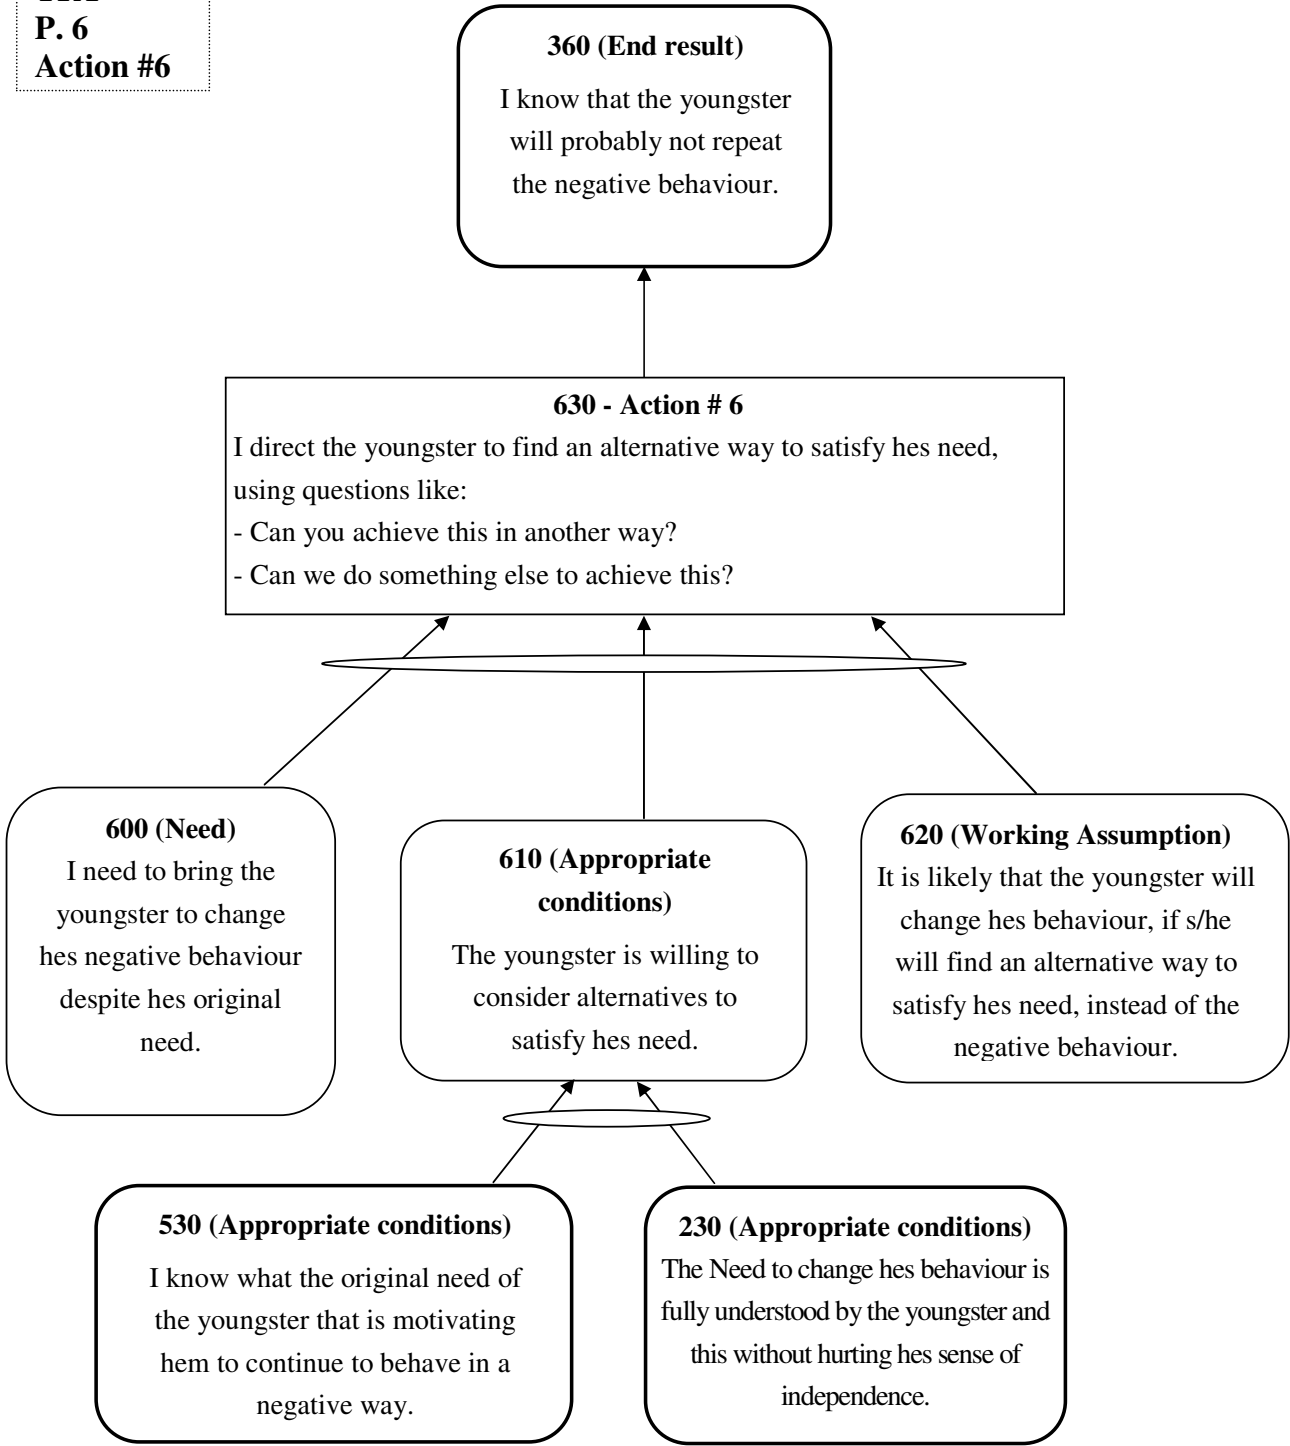 P. 6
Action #6
360 (End result)
I know that the youngster
will probably not repeat
the negative behaviour.
630 - Action # 6
I direct the youngster to find an alternative way to satisfy hes need,
using questions like:
- Can you achieve this in another way?
- Can we do something else to achieve this?
600 (Need)
I need to bring the
youngster to change
hes negative behaviour
despite hes original
need.
610 (Appropriate
conditions)
The youngster is willing to
consider alternatives to
satisfy hes need.
620 (Working Assumption)
It is likely that the youngster will
change hes behaviour, if s/he
will find an alternative way to
satisfy hes need, instead of the
negative behaviour.
530 (Appropriate conditions)
I know what the original need of
the youngster that is motivating
hem to continue to behave in a
negative way.
230 (Appropriate conditions)
The Need to change hes behaviour is
fully understood by the youngster and
this without hurting hes sense of
independence.